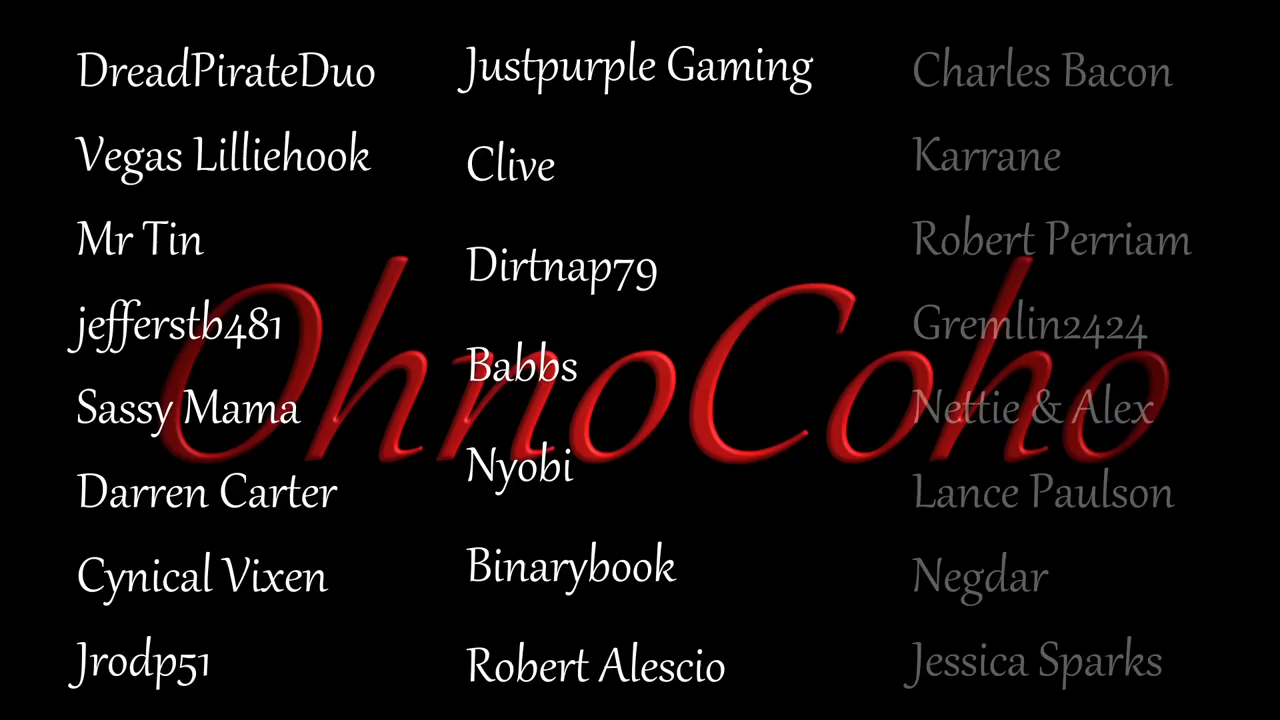 DreadPirateDuo
Vegas Lilliehook
Mr Tin
jefferstb481
Sassy Mama
Darren Carter
Cynical Vixen
Jrodp51
Justpurple Gaming
Clive
Dirtnap79
Babbs
Nyobi
Binarybook
Robert Alescio
Charles Bacon
Karrane
Robert Perriam
Gremlin2424
Nettie & Alex
Lance Paulson
Negdar
Jessica Sparks
OhnoCoho